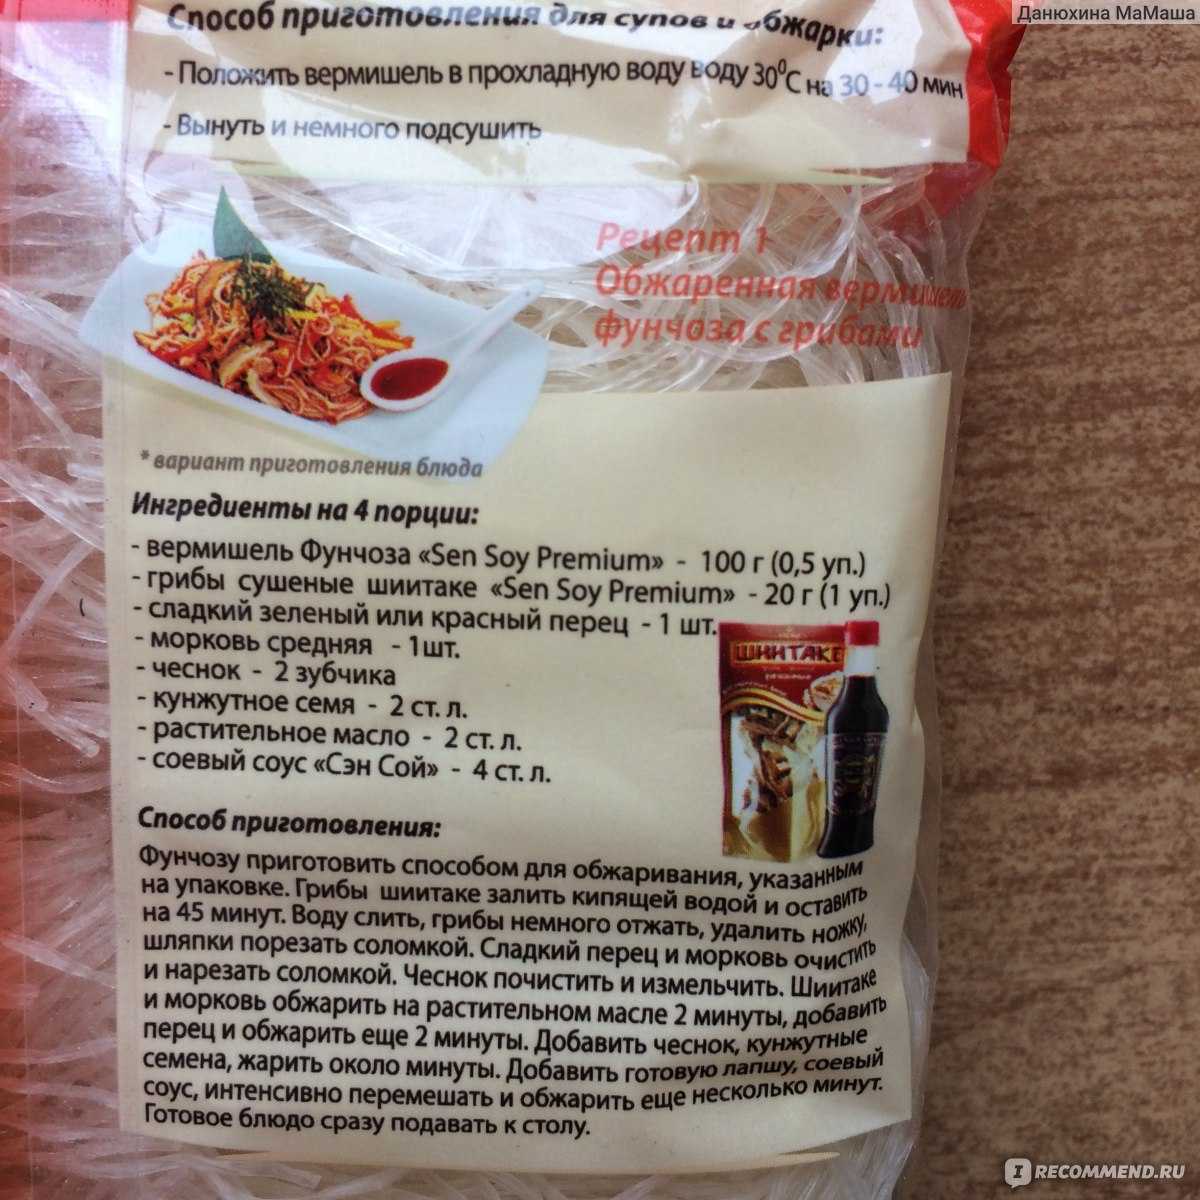 Данюхина МаМаша
Способ приготовления для супов и обжарки:
- Положить вермишель в прохладную воду воду 30⁰С на 30 - 40 мин
- Вынуть и немного подсушить
Рецепт 1
Обжаренная вермишель
фунчоза с грибами
* вариант приготовления блюда
Ингредиенты на 4 порции:
- вермишель Фунчоза «Sen Soy Premium» - 100 г (0,5 уп.)
- грибы сушеные шиитаке «Sen Soy Premium» - 20 г (1 уп.)
- сладкий зеленый или красный перец - 1 шт.
- морковь средняя - 1шт.
- чеснок - 2 зубчика
- кунжутное семя - 2 ст. л.
- растительное масло - 2 ст. л.
- соевый соус «Сэн Сой» - 4 ст. л.
ШИИТАКЕ
Способ приготовления:
Фунчозу приготовить способом для обжаривания, указанным
на упаковке. Грибы шиитаке залить кипящей водой и оставить
на 45 минут. Воду слить, грибы немного отжать, удалить ножку,
шляпки порезать соломкой. Сладкий перец и морковь очистить
и нарезать соломкой. Чеснок почистить и измельчить. Шиитаке
и морковь обжарить на растительном масле 2 минуты, добавить
перец и обжарить еще 2 минуты. Добавить чеснок, кунжутные
семена, жарить около минуты. Добавить готовую лапшу, соевый
соус, интенсивно перемешать и обжарить еще несколько минут.
Готовое блюдо сразу подавать к столу.
I RECOMMEND.RU